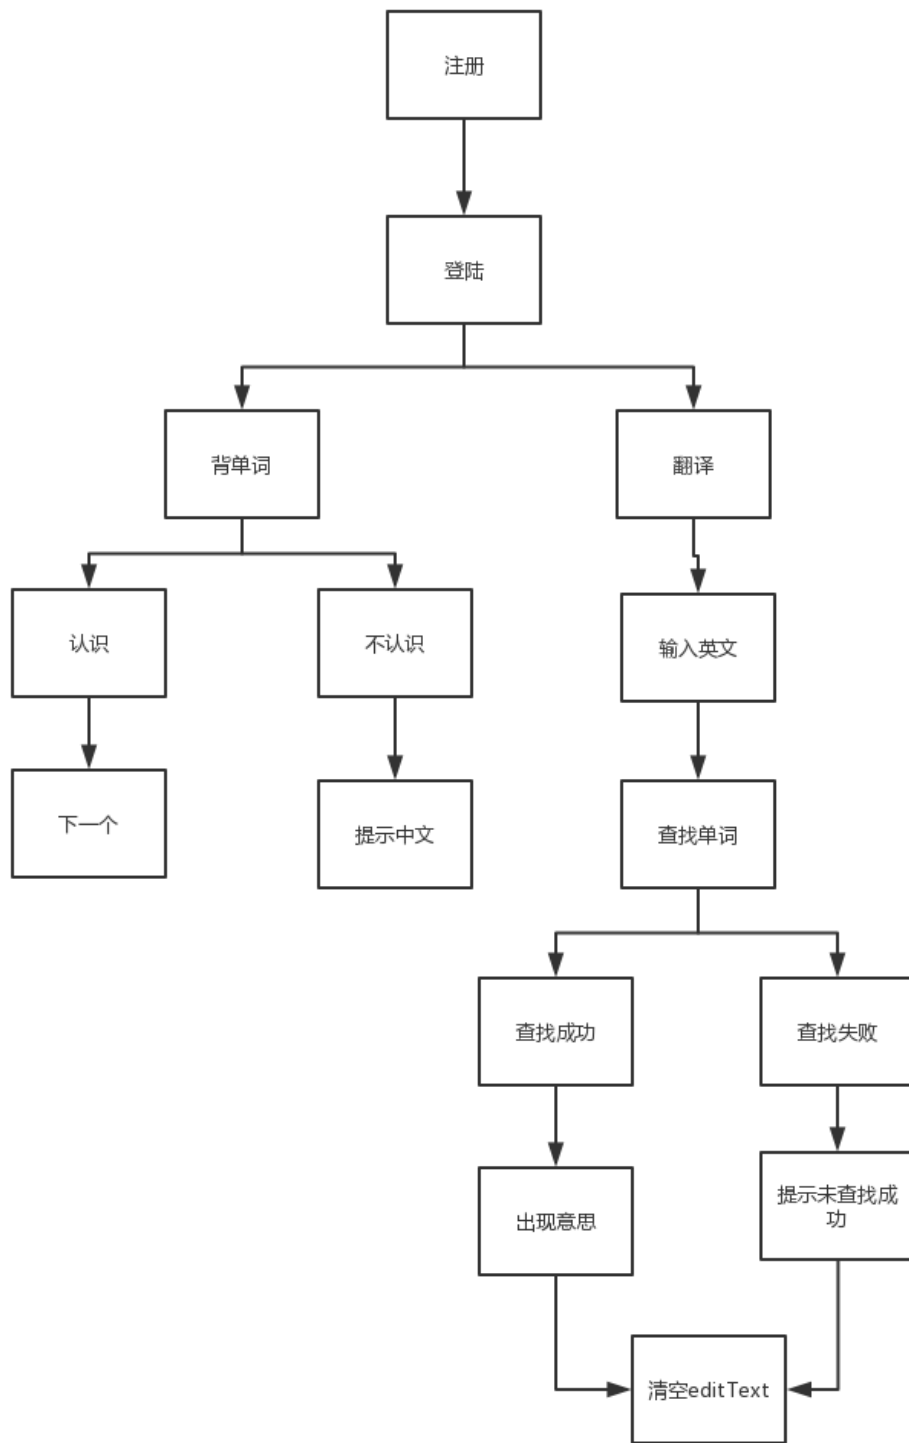 注册
登陆
背单词
翻译
认识
不认识
输入英文
下一个
提示中文
查找单词
查找成功
查找失败
出现意思
提示未查找成
功
清空editText